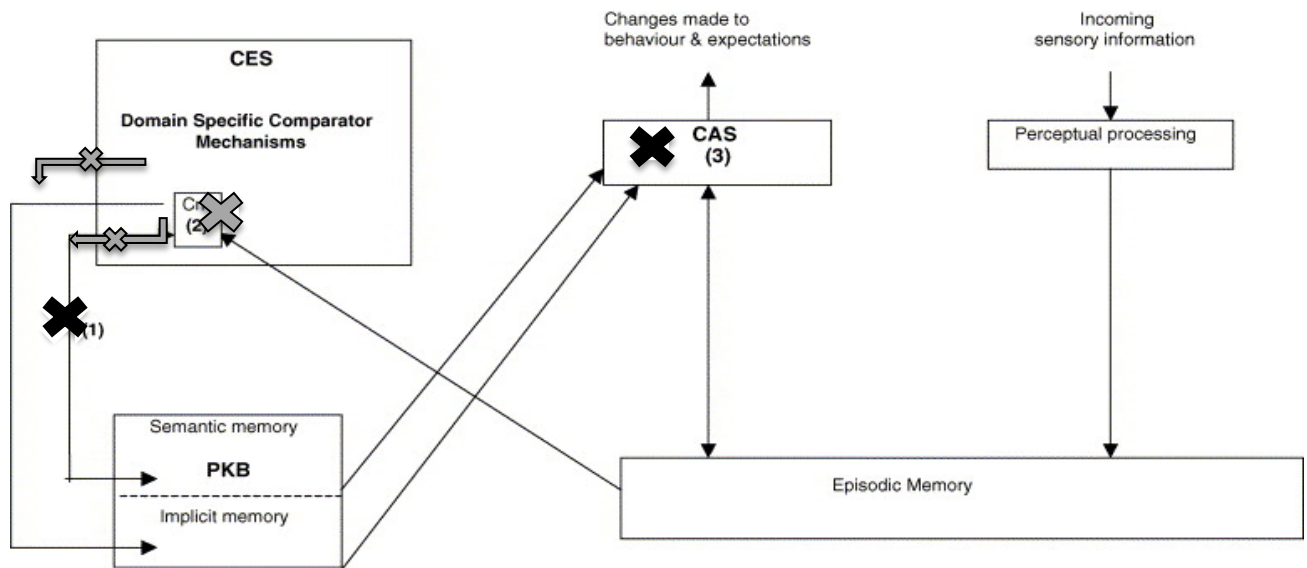 Changes made to
behaviour & expectations
Incoming
sensory information
CES
Domain Specific Comparator
Mechanisms
CAS
(3)
Perceptual processing
(2)
(1)
Semantic memory
PKB
Implicit memory
Episodic Memory